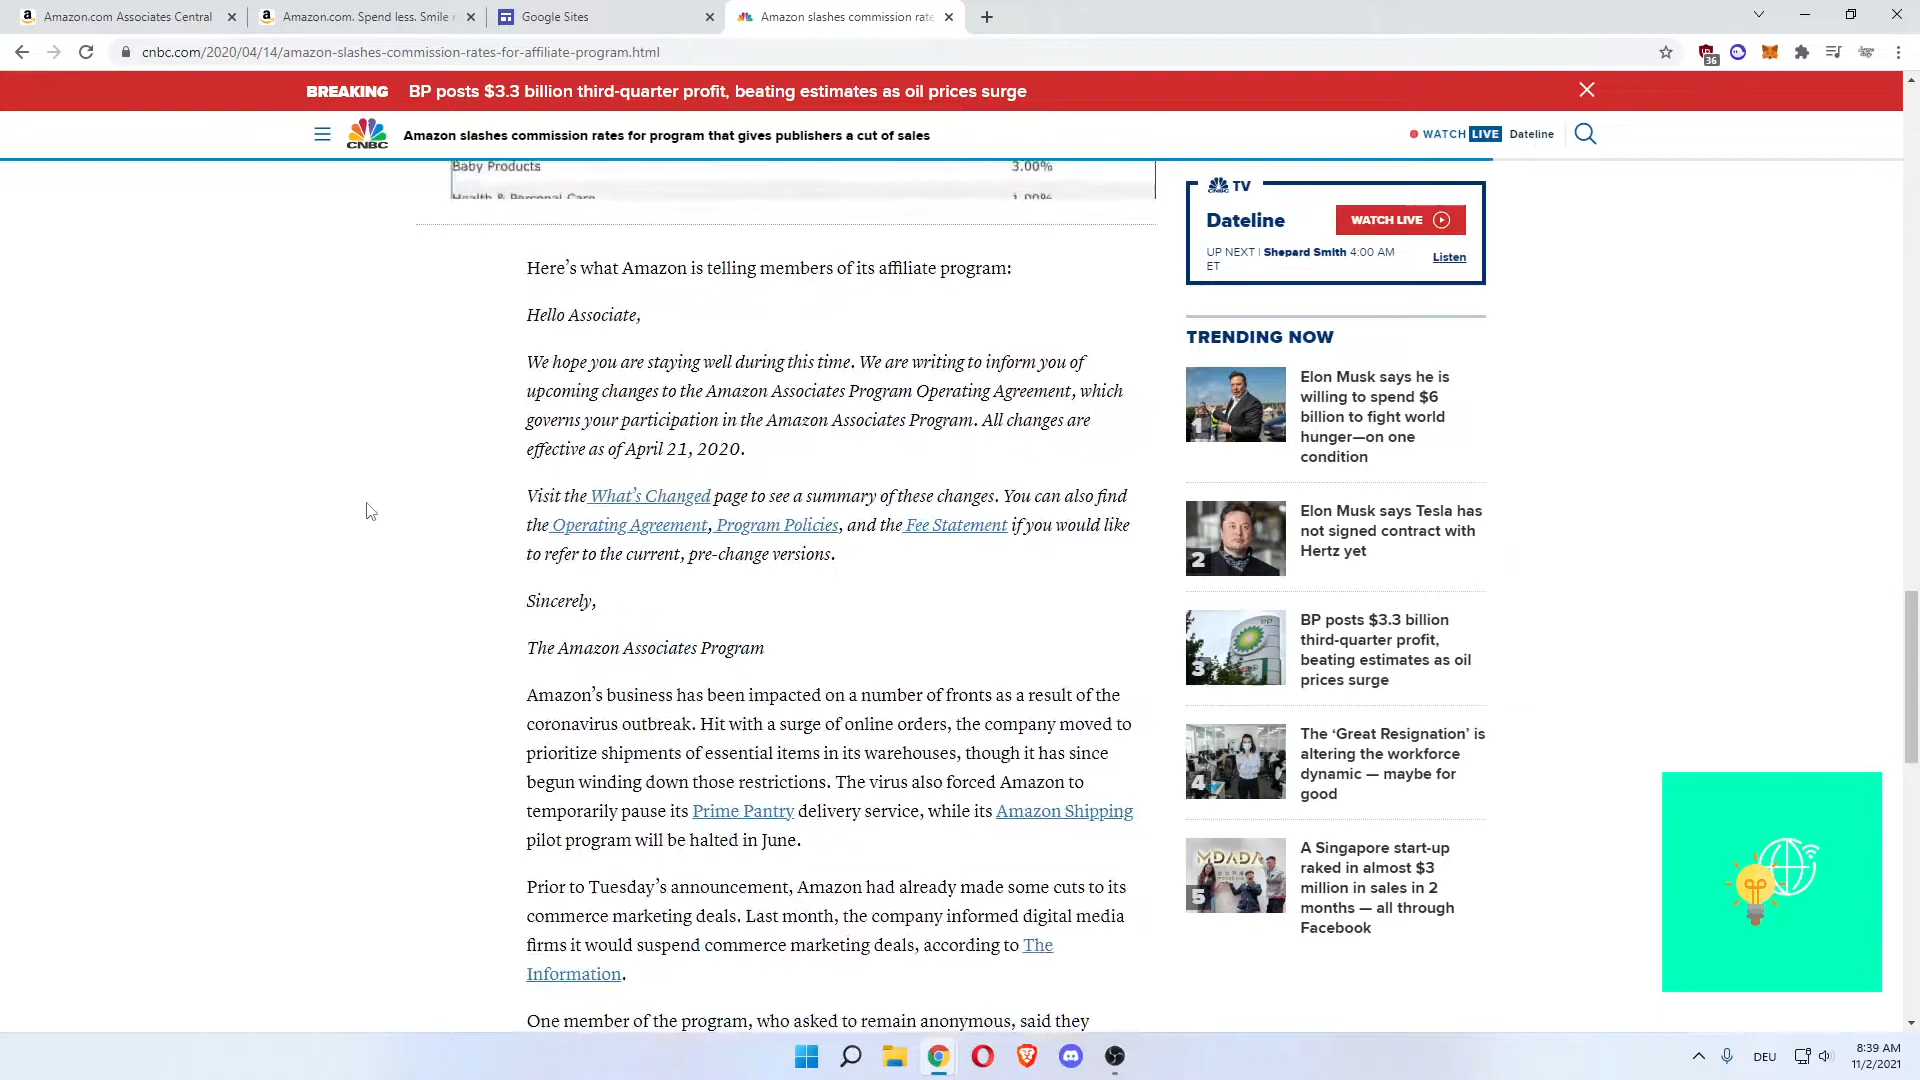 Amazon.com Associates Central
Amazon.com. Spend less. Smile
Google Sites
Amazon slashes commission rate
cnbc.com/2020/04/14/amazon-slashes-commission-rates-for-affiliate-program.html
36
BREAKING BP posts $3.3 billion third-quarter profit, beating estimates as oil prices surge
CNBC
Amazon slashes commission rates for program that gives publishers a cut of sales
WATCH LIVE Dateline
Baby Products 3.00%
Health & Personal Care 1.00%
Here’s what Amazon is telling members of its affiliate program:
Hello Associate,
We hope you are staying well during this time. We are writing to inform you of
upcoming changes to the Amazon Associates Program Operating Agreement, which
governs your participation in the Amazon Associates Program. All changes are
effective as of April 21, 2020.
Visit the What’s Changed page to see a summary of these changes. You can also find
the Operating Agreement, Program Policies, and the Fee Statement if you would like
to refer to the current, pre-change versions.
Sincerely,
The Amazon Associates Program
Amazon’s business has been impacted on a number of fronts as a result of the
coronavirus outbreak. Hit with a surge of online orders, the company moved to
prioritize shipments of essential items in its warehouses, though it has since
begun winding down those restrictions. The virus also forced Amazon to
temporarily pause its Prime Pantry delivery service, while its Amazon Shipping
pilot program will be halted in June.
Prior to Tuesday’s announcement, Amazon had already made some cuts to its
commerce marketing deals. Last month, the company informed digital media
firms it would suspend commerce marketing deals, according to The
Information.
One member of the program, who asked to remain anonymous, said they
CNBC TV
Dateline
WATCH LIVE
UP NEXT | Shepard Smith 4:00 AM
ET
Listen
TRENDING NOW
1
Elon Musk says he is
willing to spend $6
billion to fight world
hunger—on one
condition
2
Elon Musk says Tesla has
not signed contract with
Hertz yet
bp
3
BP posts $3.3 billion
third-quarter profit,
beating estimates as oil
prices surge
4
The ‘Great Resignation’ is
altering the workforce
dynamic — maybe for
good
MDADA
5
A Singapore start-up
raked in almost $3
million in sales in 2
months — all through
Facebook
DEU
8:39 AM
11/2/2021